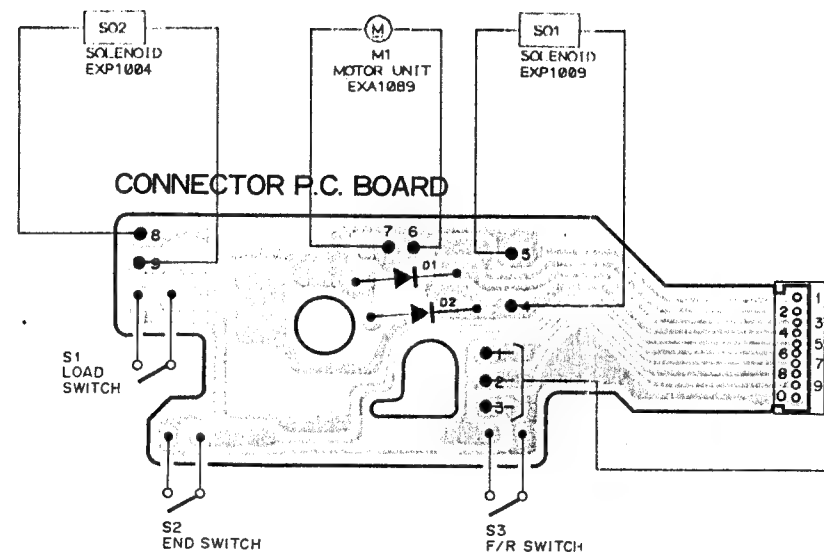 SO2
SOLENOID
EXP1004
M
M1
MOTOR UNIT
EXA1089
SO1
SOLENOID
EXP1009
CONNECTOR P.C. BOARD
8
9
7 6
5
4
D1
D2
1
2
3
S1
LOAD
SWITCH
S2
END SWITCH
S3
F/R SWITCH
1
2
3
4
5
6
7
8
9
0